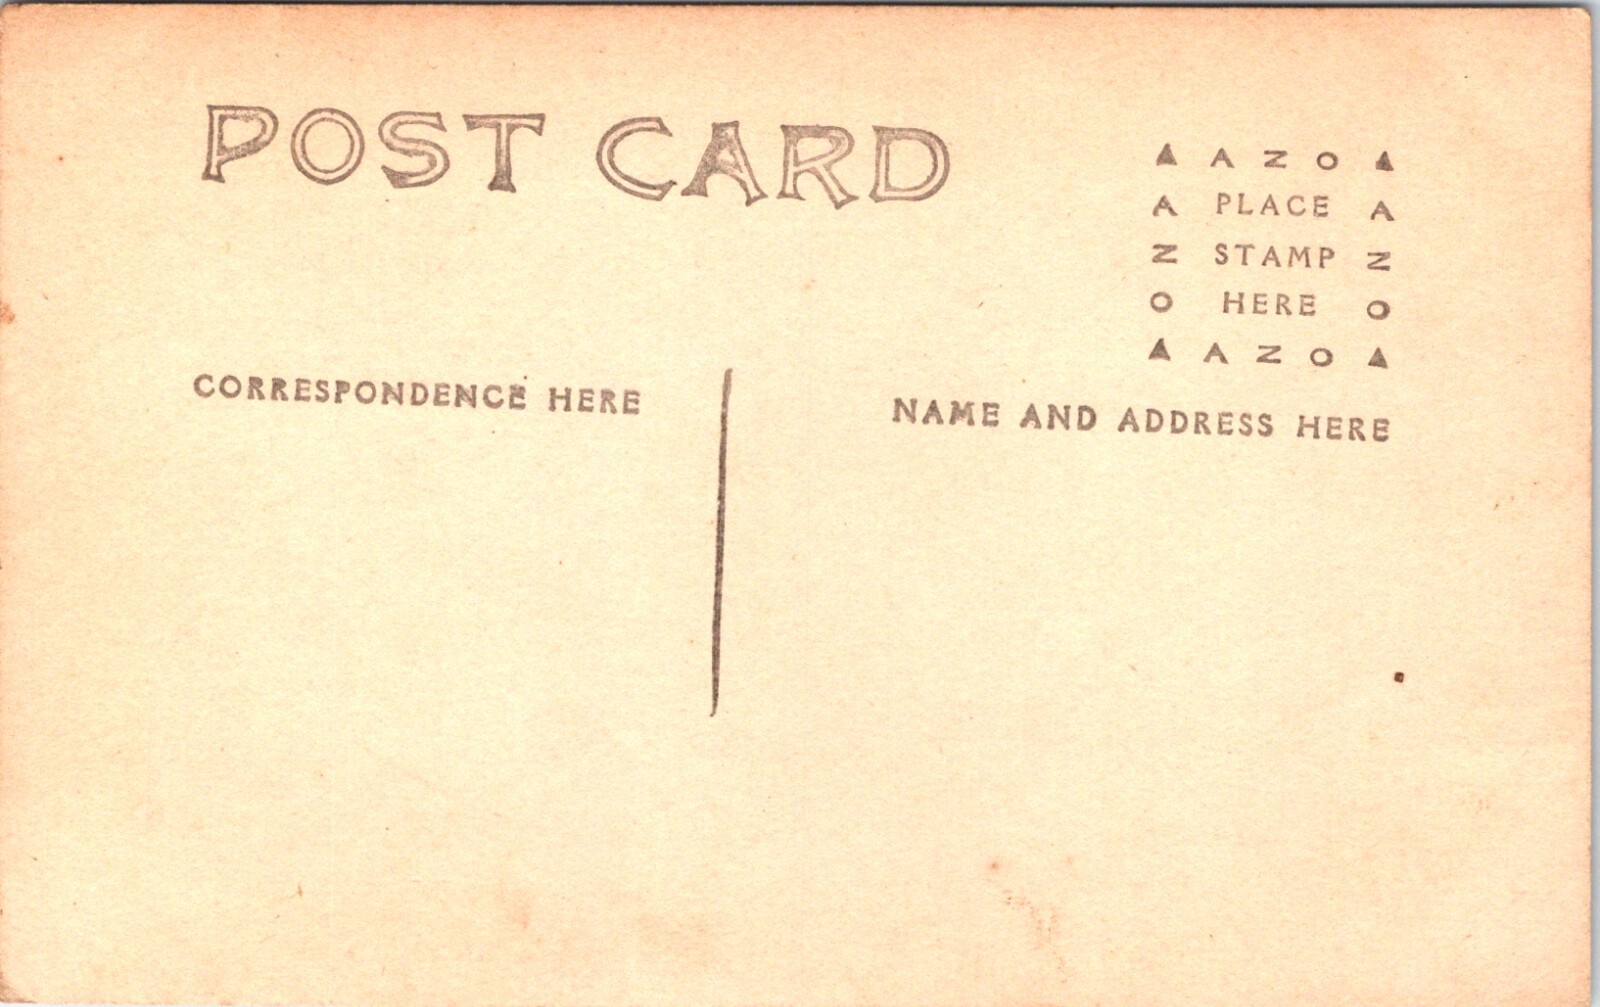 POST CARD
▲ A Z O ▲
A PLACE A
Z STAMP Z
O HERE O
▲ A Z O ▲
CORRESPONDENCE HERE
NAME AND ADDRESS HERE